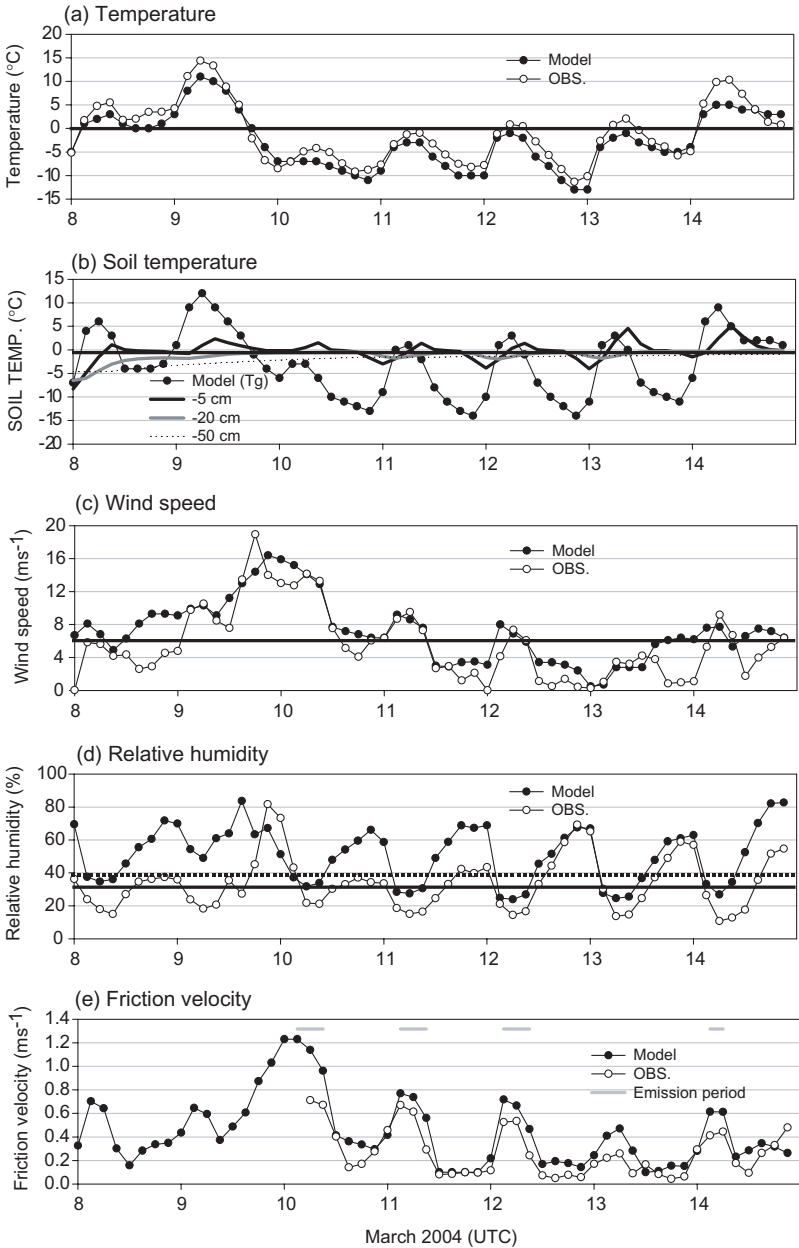 (a) Temperature
Temperature (°C)
20
15
10
5
0
-5
-10
-15
Model
OBS.
8 9 10 11 12 13 14
(b) Soil temperature
SOIL TEMP. (°C)
15
10
5
0
-5
-10
-15
-20
Model (Tg)
-5 cm
-20 cm
-50 cm
8 9 10 11 12 13 14
(c) Wind speed
Wind speed (ms-1)
20
16
12
8
4
0
Model
OBS.
8 9 10 11 12 13 14
(d) Relative humidity
Relative humidity (%)
100
80
60
40
20
0
Model
OBS.
8 9 10 11 12 13 14
(e) Friction velocity
Friction velocity (ms-1)
1.4
1.2
1.0
0.8
0.6
0.4
0.2
0.0
Model
OBS.
Emission period
8 9 10 11 12 13 14
March 2004 (UTC)